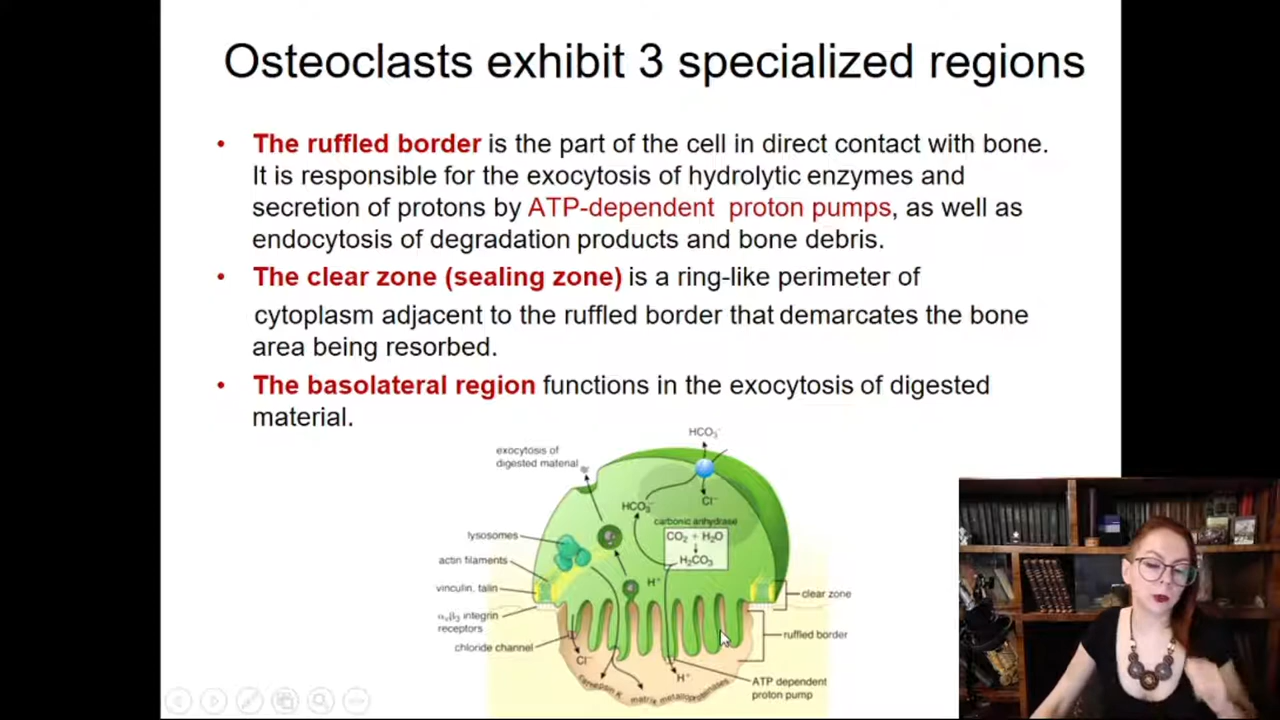 Osteoclasts exhibit 3 specialized regions
• The ruffled border is the part of the cell in direct contact with bone.
It is responsible for the exocytosis of hydrolytic enzymes and
secretion of protons by ATP-dependent proton pumps, as well as
endocytosis of degradation products and bone debris.
• The clear zone (sealing zone) is a ring-like perimeter of
cytoplasm adjacent to the ruffled border that demarcates the bone
area being resorbed.
• The basolateral region functions in the exocytosis of digested
material.
HCO₃⁻
exocytosis of
digested material
Cl⁻
HCO₃⁻
carbonic anhydrase
CO₂ + H₂O
H₂CO₃
lysosomes
actin filaments
H⁺
vinculin, talin
clear zone
αᵥβ₃ integrin
receptors
ruffled border
chloride channel
Cl⁻
H⁺
ATP dependent
proton pump
cathepsin K
matrix metalloproteinases